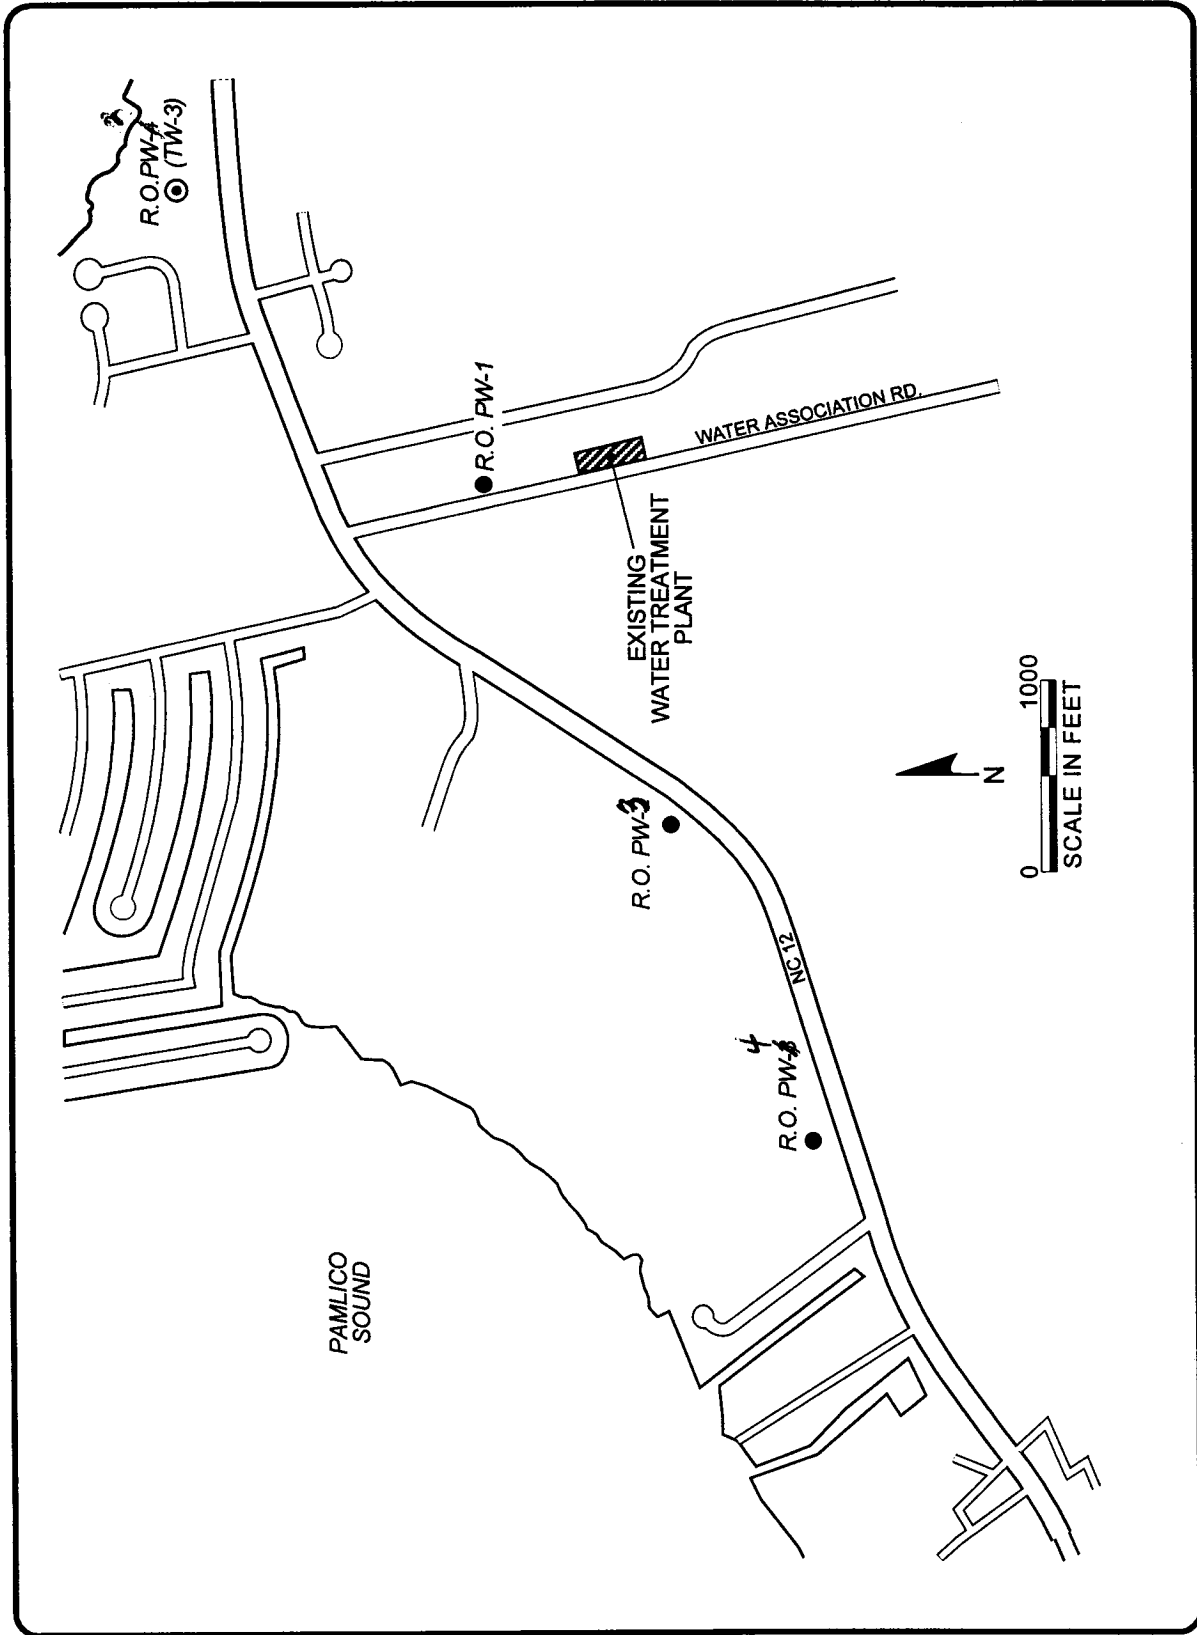 R.O.PW-
(TW-3)
PAMLICO
SOUND
R.O. PW-1
EXISTING
WATER TREATMENT
PLANT
WATER ASSOCIATION RD.
R.O. PW-3
4
R.O. PW-
NC 12
N
0 1000
SCALE IN FEET